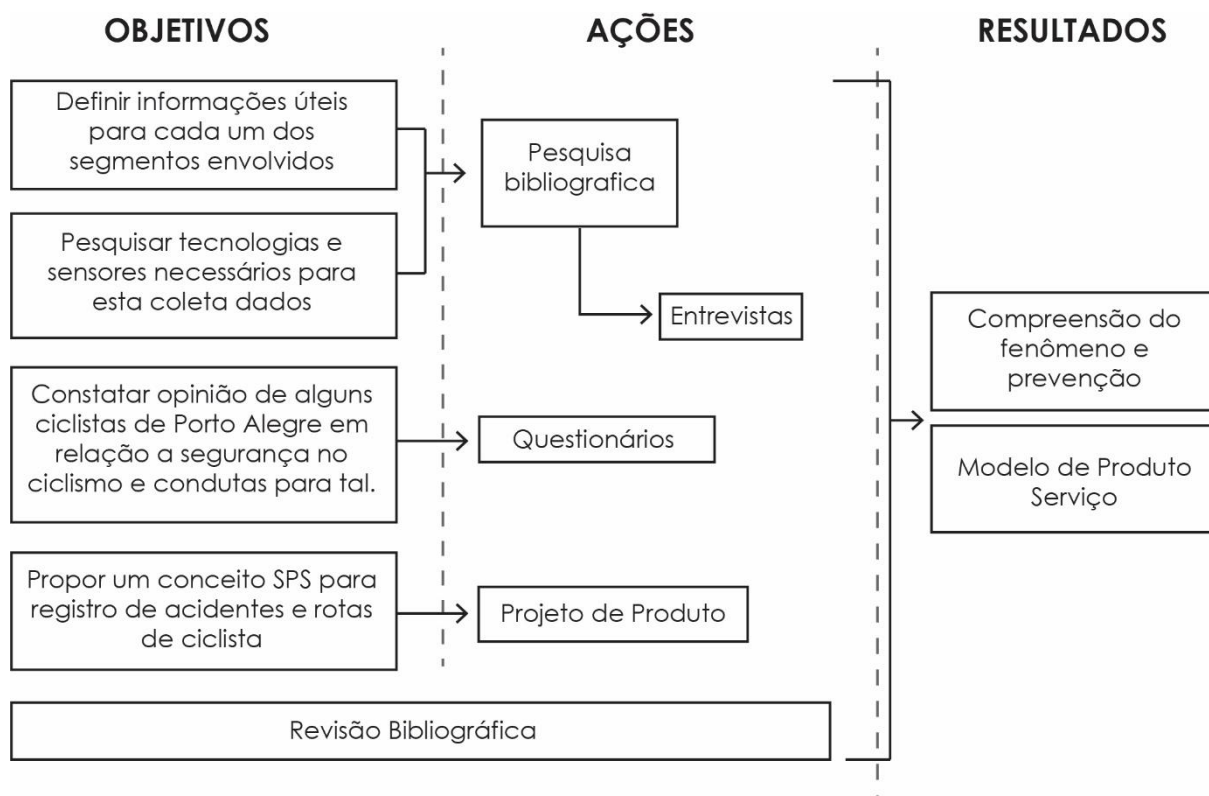 OBJETIVOS
AÇÕES
RESULTADOS
Definir informações úteis
para cada um dos
segmentos envolvidos
Pesquisar tecnologias e
sensores necessários para
esta coleta dados
Constatar opinião de alguns
ciclistas de Porto Alegre em
relação a segurança no
ciclismo e condutas para tal.
Propor um conceito SPS para
registro de acidentes e rotas
de ciclista
Pesquisa
bibliografica
Entrevistas
Questionários
Projeto de Produto
Compreensão do
fenômeno e
prevenção
Modelo de Produto
Serviço
Revisão Bibliográfica